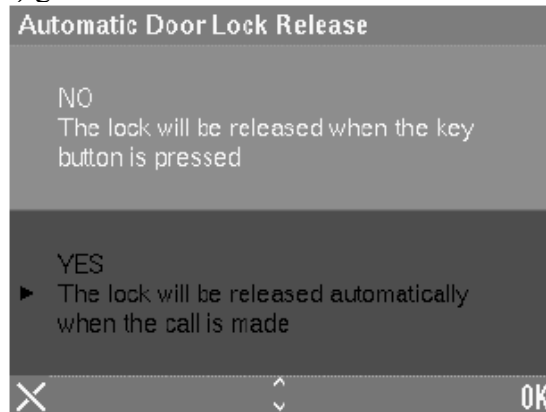 Automatic Door Lock Release
NO
The lock will be released when the key
button is pressed
YES
The lock will be released automatically
when the call is made
OK